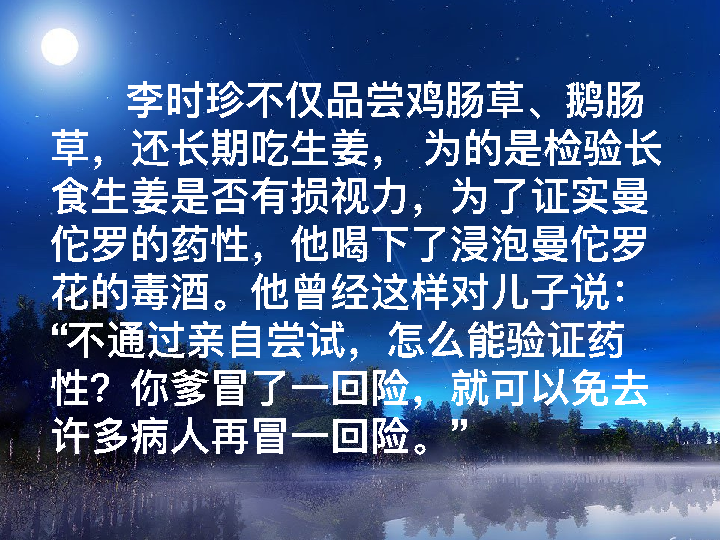 李时珍不仅品尝鸡肠草、鹅肠
草，还长期吃生姜， 为的是检验长
食生姜是否有损视力，为了证实曼
佗罗的药性，他喝下了浸泡曼佗罗
花的毒酒。他曾经这样对儿子说：
“不通过亲自尝试，怎么能验证药
性？你爹冒了一回险，就可以免去
许多病人再冒一回险。”